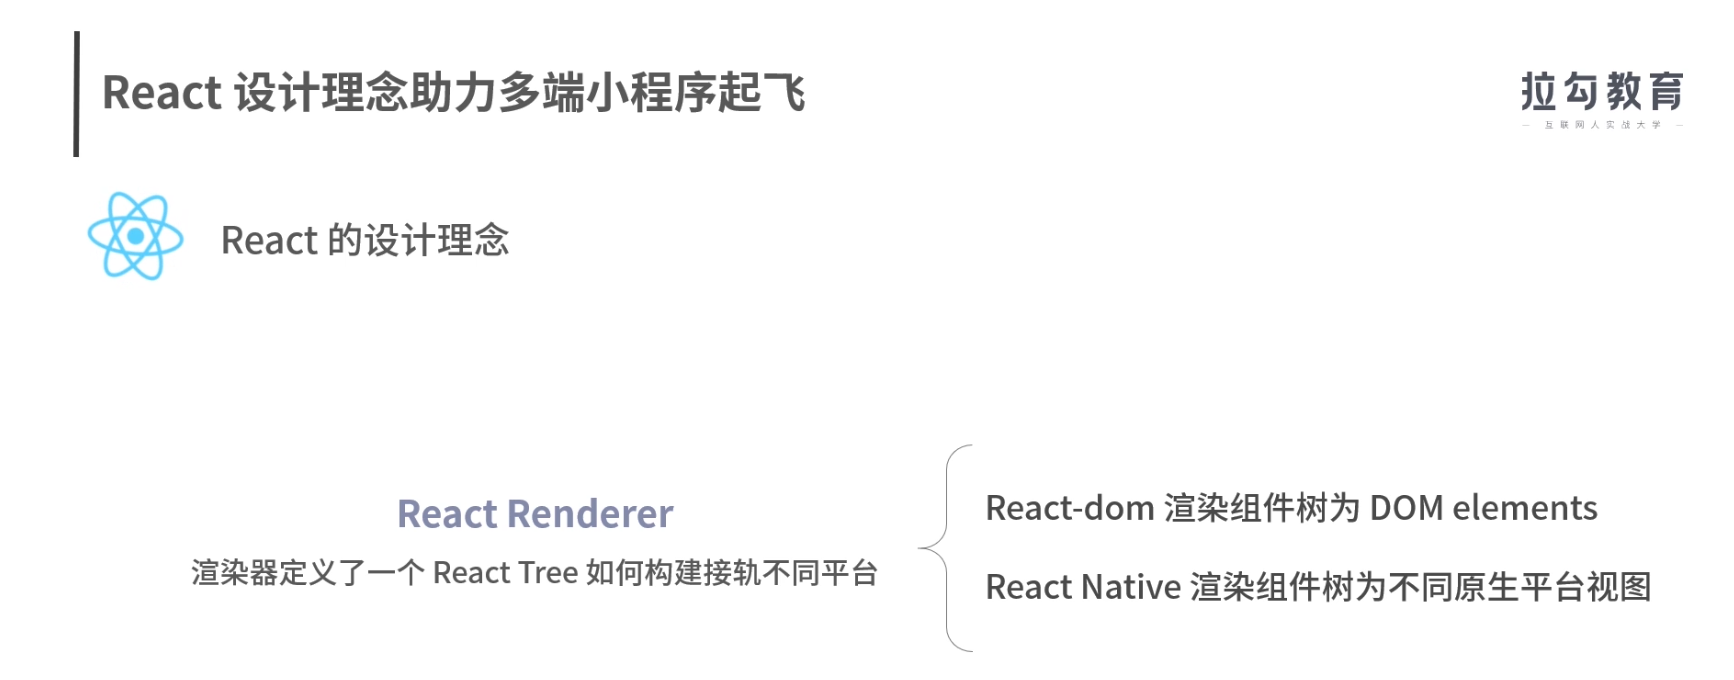 React 设计理念助力多端小程序起飞
拉勾教育
— 互联网人实战大学 —
React 的设计理念
React Renderer
渲染器定义了一个 React Tree 如何构建接轨不同平台
React-dom 渲染组件树为 DOM elements
React Native 渲染组件树为不同原生平台视图